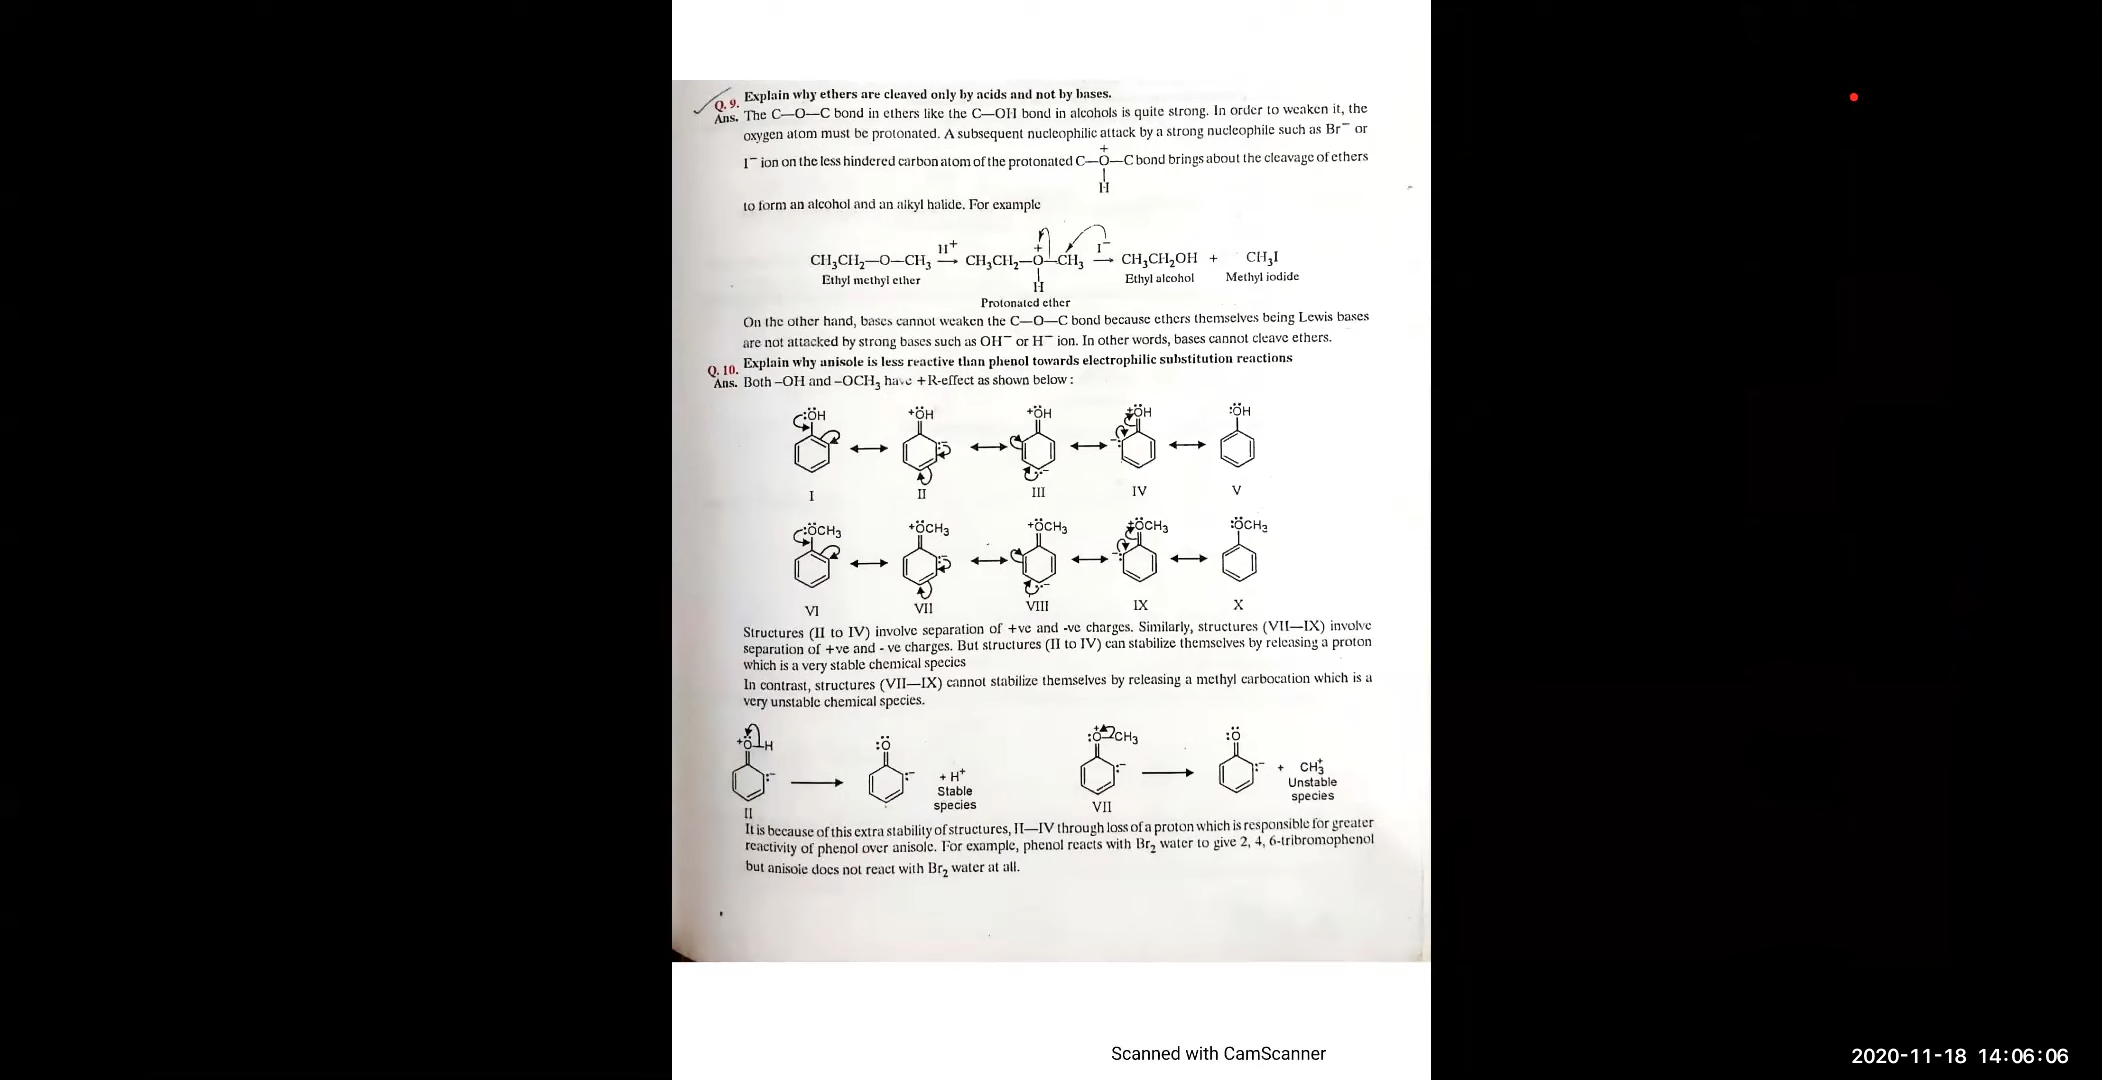 Q. 9. Explain why ethers are cleaved only by acids and not by bases.
Ans. The C—O—C bond in ethers like the C—OH bond in alcohols is quite strong. In order to weaken it, the
oxygen atom must be protonated. A subsequent nucleophilic attack by a strong nucleophile such as Br⁻ or
I⁻ ion on the less hindered carbon atom of the protonated C—O—C bond brings about the cleavage of ethers
+
H
to form an alcohol and an alkyl halide. For example
CH₃CH₂—O—CH₃ H⁺ → CH₃CH₂—O—CH₃ I⁻ → CH₃CH₂OH + CH₃I
+
H
Ethyl methyl ether Ethyl alcohol Methyl iodide
Protonated ether
On the other hand, bases cannot weaken the C—O—C bond because ethers themselves being Lewis bases
are not attacked by strong bases such as OH⁻ or H⁻ ion. In other words, bases cannot cleave ethers.
Q. 10. Explain why anisole is less reactive than phenol towards electrophilic substitution reactions
Ans. Both –OH and –OCH₃ have +R-effect as shown below :
:ÖH +ÖH +ÖH +ÖH :ÖH
I II III IV V
:ÖCH₃ +ÖCH₃ +ÖCH₃ +ÖCH₃ :ÖCH₃
VI VII VIII IX X
Structures (II to IV) involve separation of +ve and -ve charges. Similarly, structures (VII—IX) involve
separation of +ve and - ve charges. But structures (II to IV) can stabilize themselves by releasing a proton
which is a very stable chemical species
In contrast, structures (VII—IX) cannot stabilize themselves by releasing a methyl carbocation which is a
very unstable chemical species.
+Ö–H :Ö :O–CH₃ :Ö
+ H⁺ + CH₃⁺
Stable Unstable
species species
II VII
It is because of this extra stability of structures, II—IV through loss of a proton which is responsible for greater
reactivity of phenol over anisole. For example, phenol reacts with Br₂ water to give 2, 4, 6-tribromophenol
but anisole does not react with Br₂ water at all.
Scanned with CamScanner
2020-11-18 14:06:06